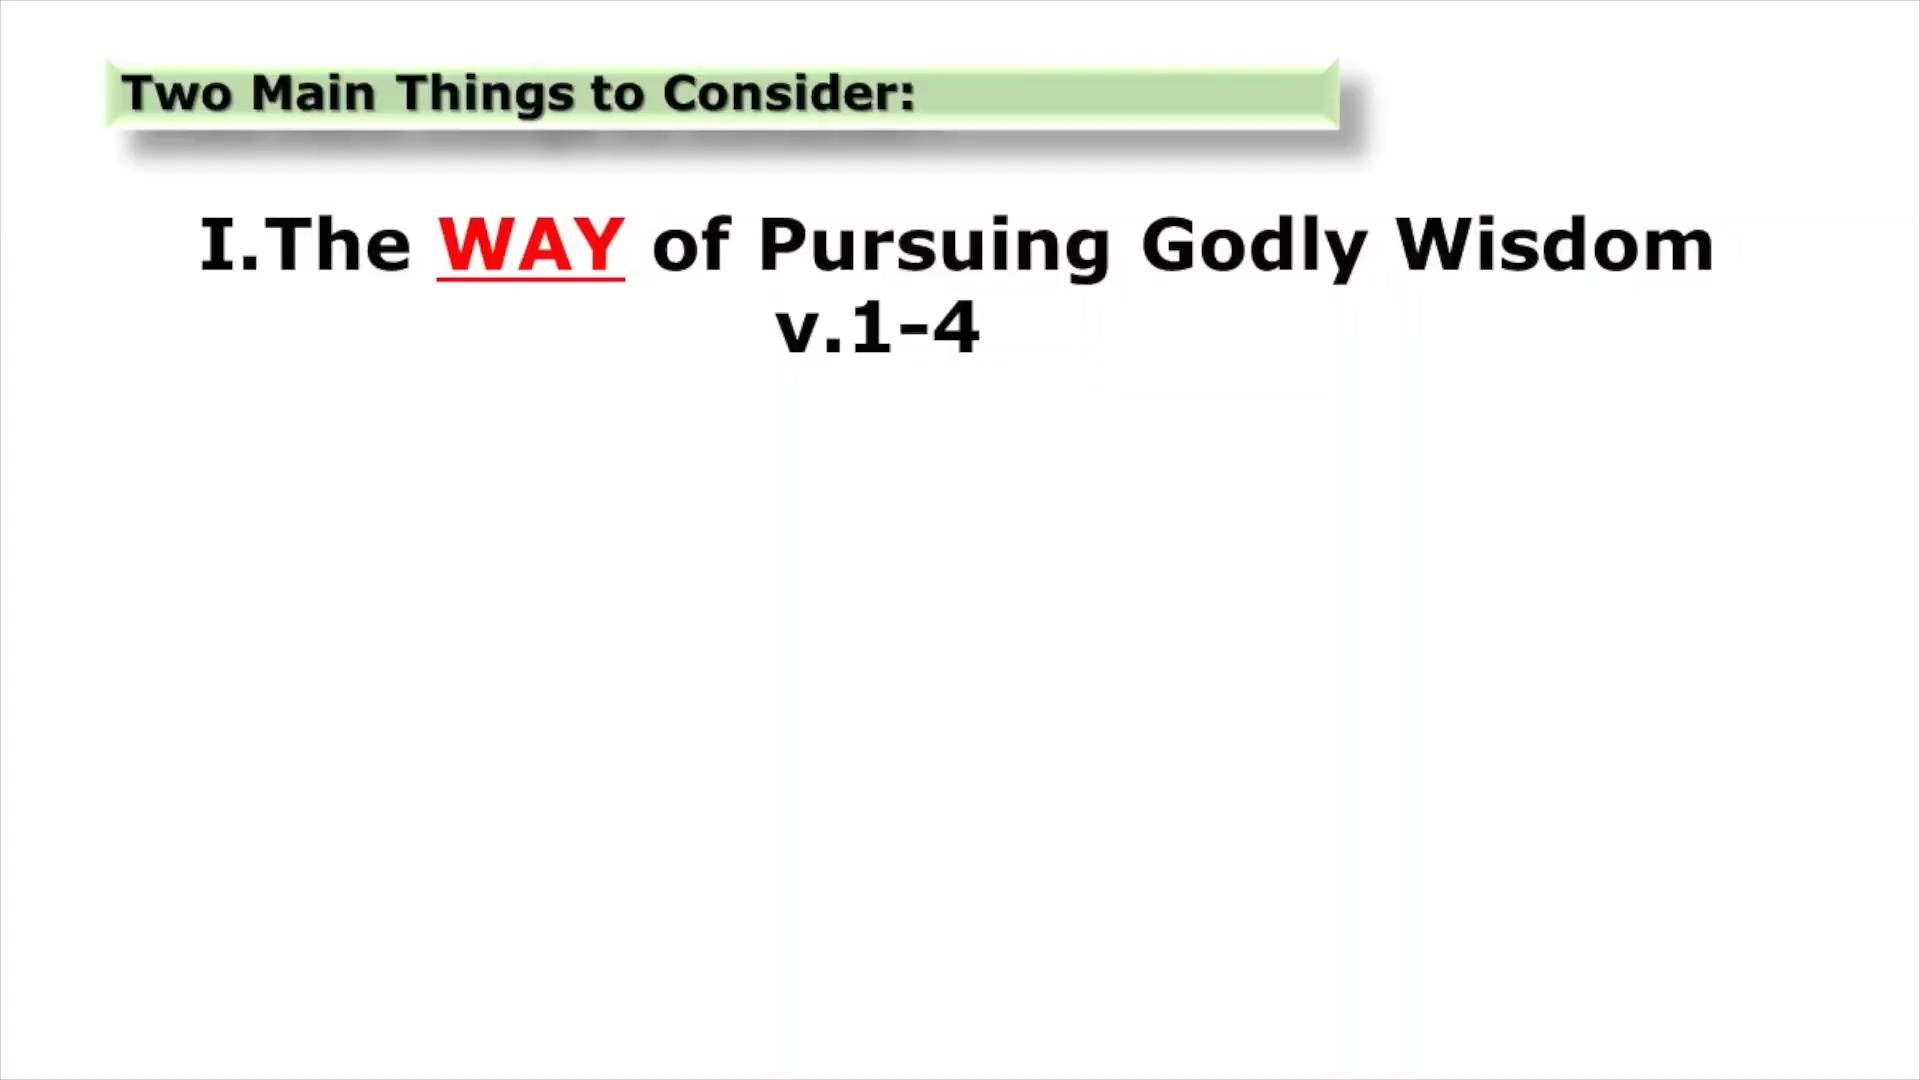 Two Main Things to Consider:
I.The WAY of Pursuing Godly Wisdom
v.1-4